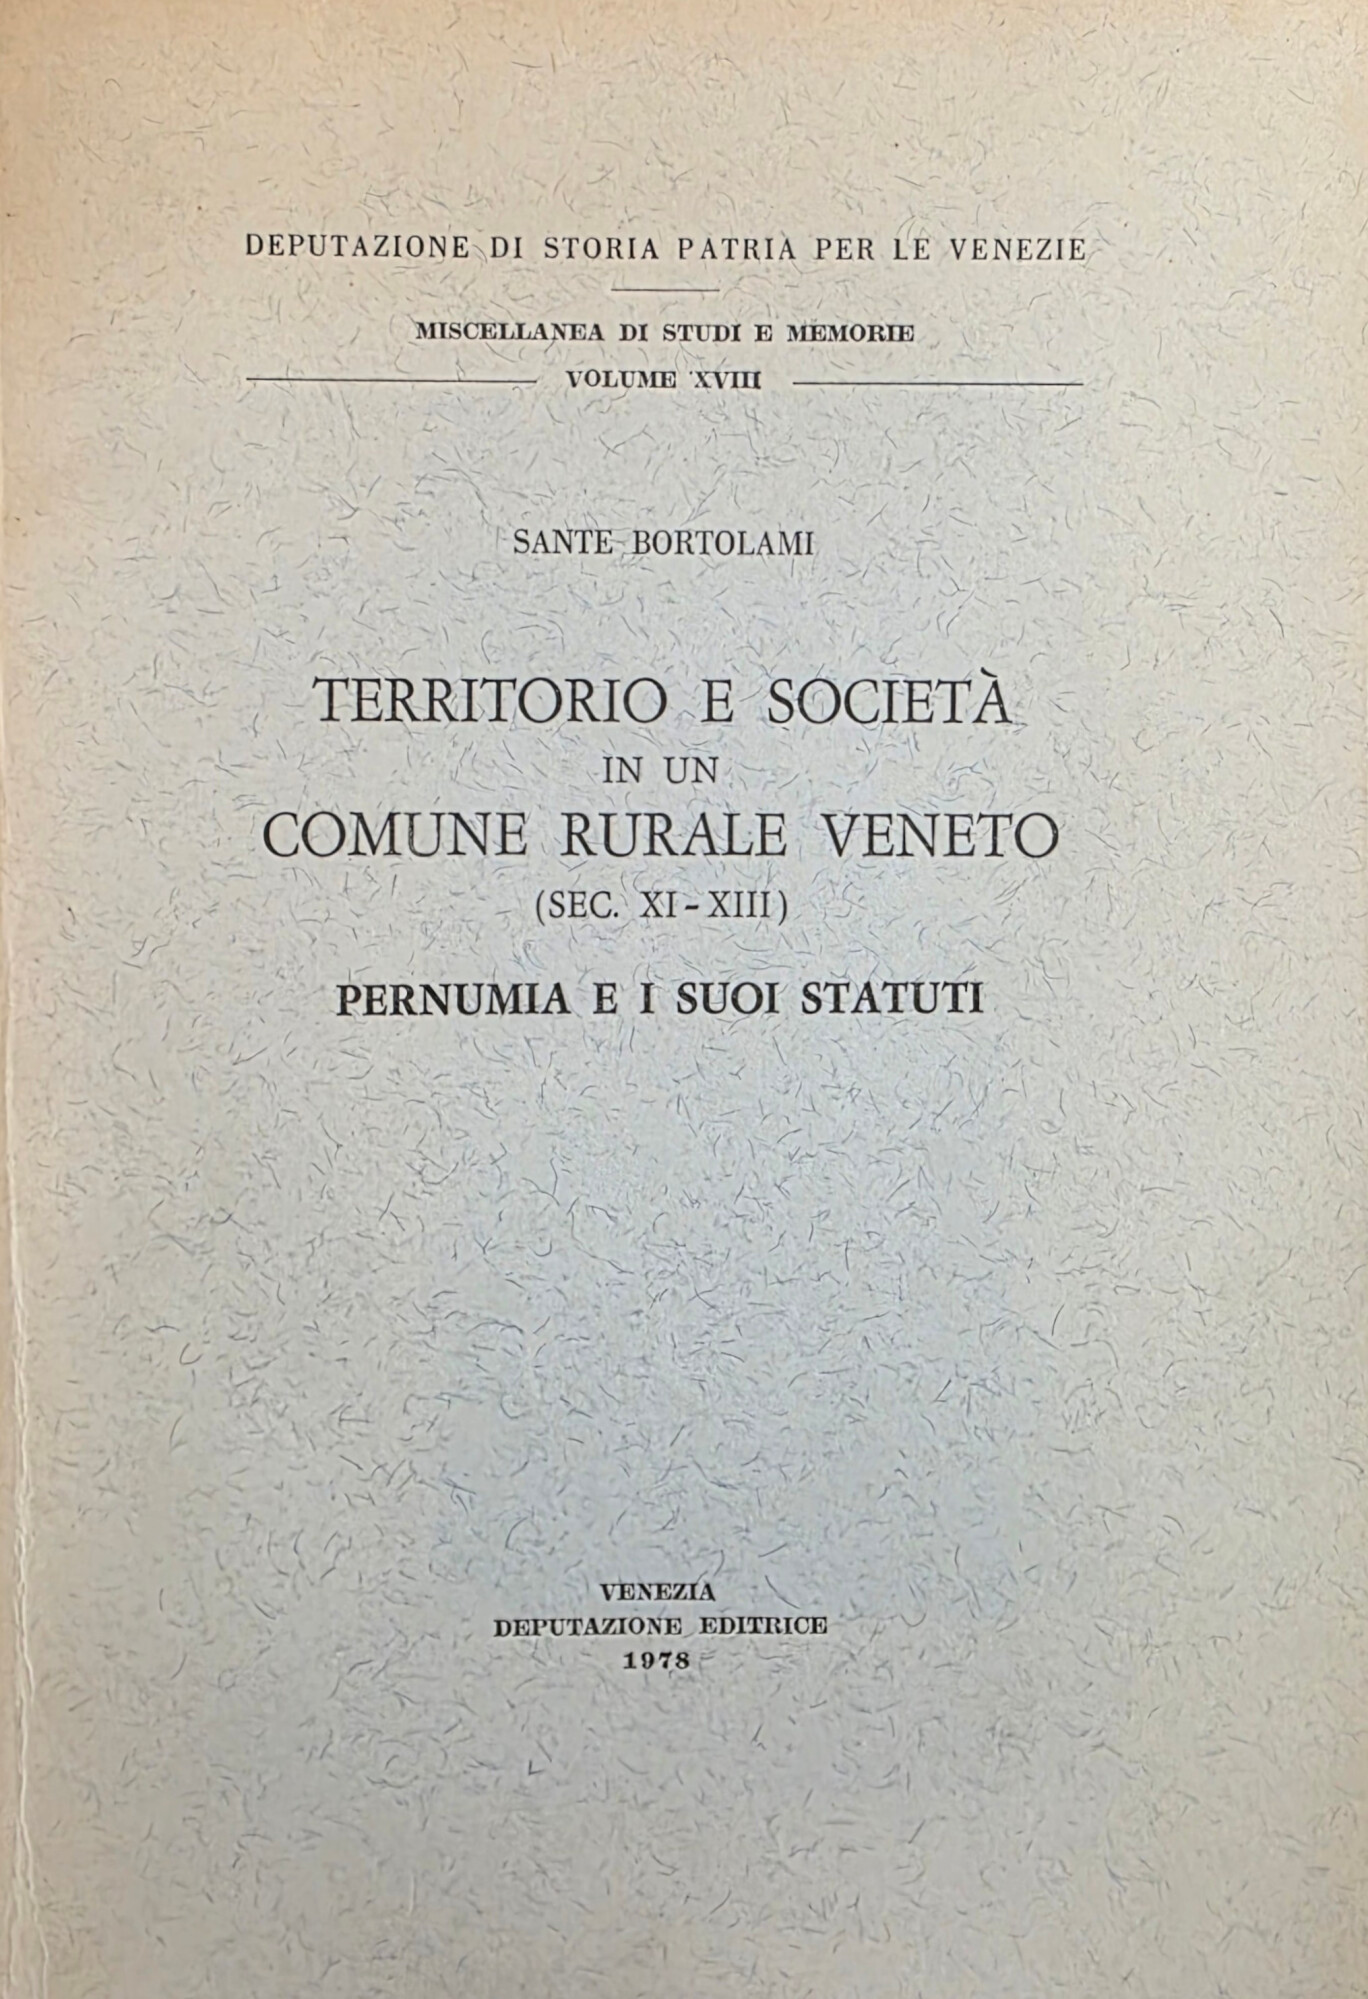 DEPUTAZIONE DI STORIA PATRIA PER LE VENEZIE
MISCELLANEA DI STUDI E MEMORIE
VOLUME XVIII
SANTE BORTOLAMI
TERRITORIO E SOCIETÀ
IN UN
COMUNE RURALE VENETO
(SEC. XI-XIII)
PERNUMIA E I SUOI STATUTI
VENEZIA
DEPUTAZIONE EDITRICE
1978